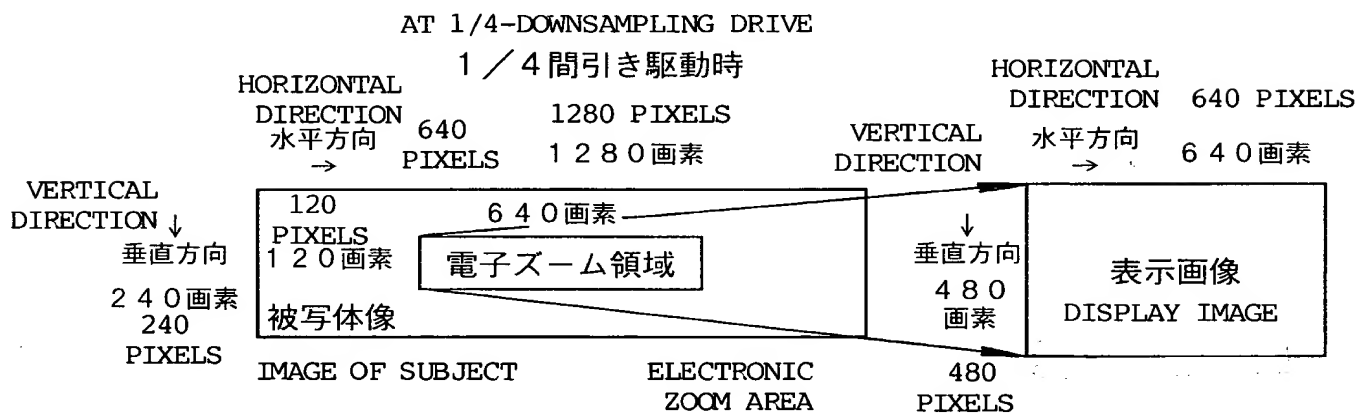 AT 1/4-DOWNSAMPLING DRIVE
1/4間引き駆動時
HORIZONTAL
DIRECTION
水平方向
→
640
PIXELS
1280 PIXELS
1280画素
VERTICAL
DIRECTION
↓
垂直方向
240画素
240
PIXELS
120
PIXELS
120画素
640画素
電子ズーム領域
被写体像
IMAGE OF SUBJECT
ELECTRONIC
ZOOM AREA
VERTICAL
DIRECTION
↓
垂直方向
480
画素
480
PIXELS
HORIZONTAL
DIRECTION
水平方向
→
640 PIXELS
640画素
表示画像
DISPLAY IMAGE